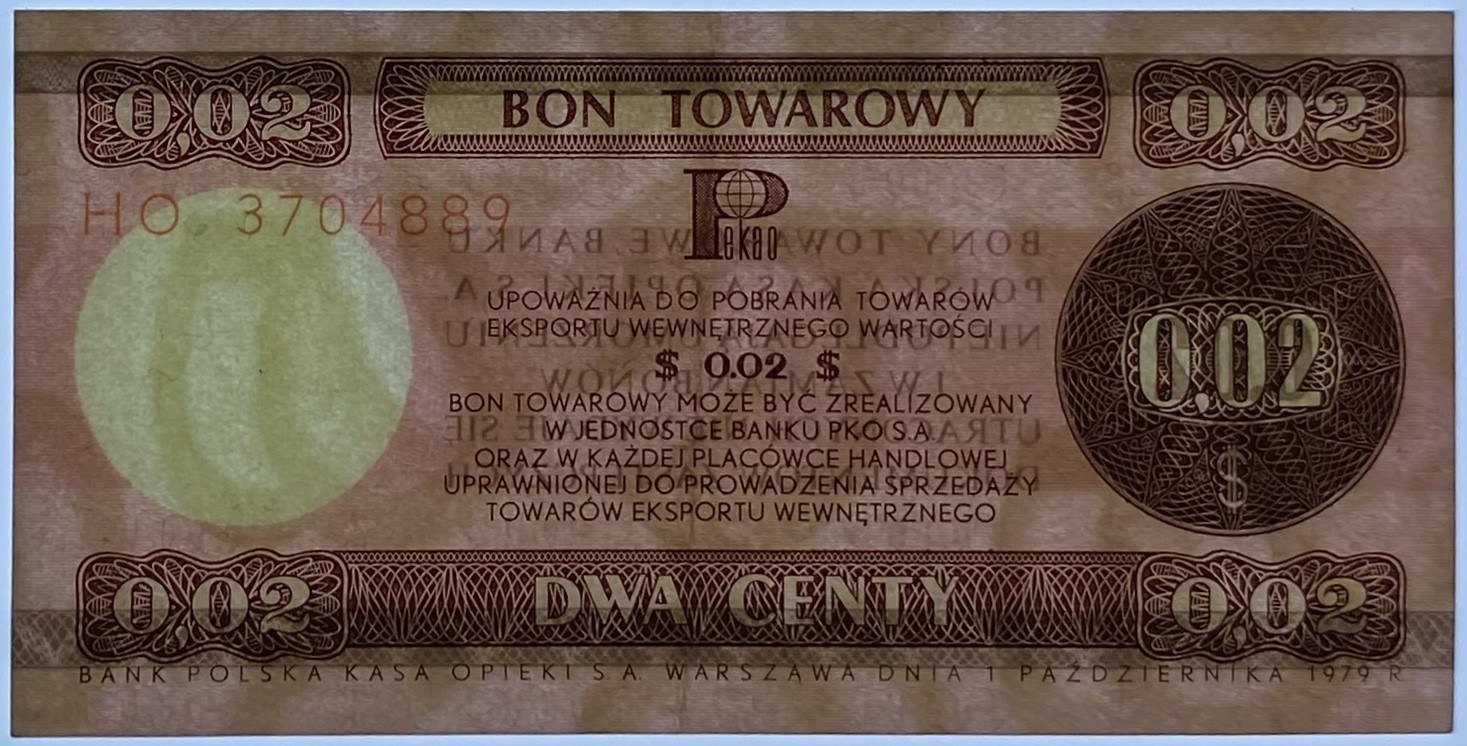 0,02 BON TOWAROWY 0,02
HO 3704889
Pekao
UPOWAŻNIA DO POBRANIA TOWARÓW
EKSPORTU WEWNĘTRZNEGO WARTOŚCI
$ 0.02 $
0,02
$
BON TOWAROWY MOŻE BYĆ ZREALIZOWANY
W JEDNOSTCE BANKU PKO S.A.
ORAZ W KAŻDEJ PLACÓWCE HANDLOWEJ
UPRAWNIONEJ DO PROWADZENIA SPRZEDAŻY
TOWARÓW EKSPORTU WEWNĘTRZNEGO
0,02 DWA CENTY 0,02
BANK POLSKA KASA OPIEKI S.A. WARSZAWA DNIA 1 PAŹDZIERNIKA 1979 R